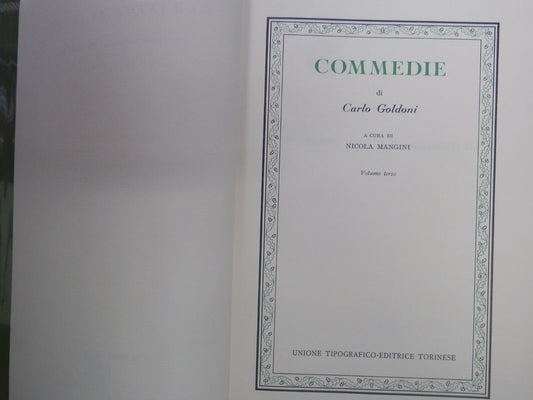 COMMEDIE
di
Carlo Goldoni
A CURA DI
NICOLA MANGINI
Volume terzo
UNIONE TIPOGRAFICO-EDITRICE TORINESE